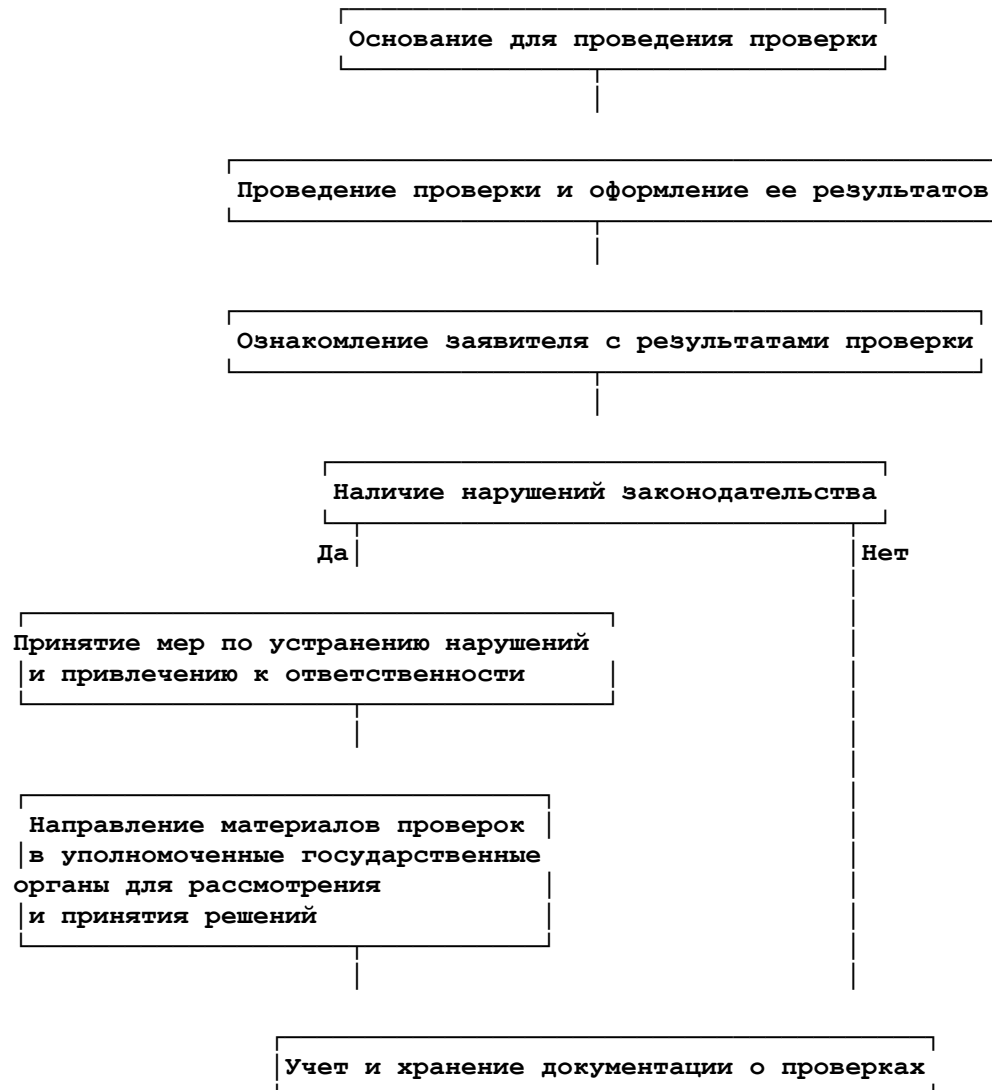 Основание для проведения проверки
Проведение проверки и оформление ее результатов
Ознакомление заявителя с результатами проверки
Наличие нарушений законодательства
Да Нет
Принятие мер по устранению нарушений
и привлечению к ответственности
Направление материалов проверок
в уполномоченные государственные
органы для рассмотрения
и принятия решений
Учет и хранение документации о проверках